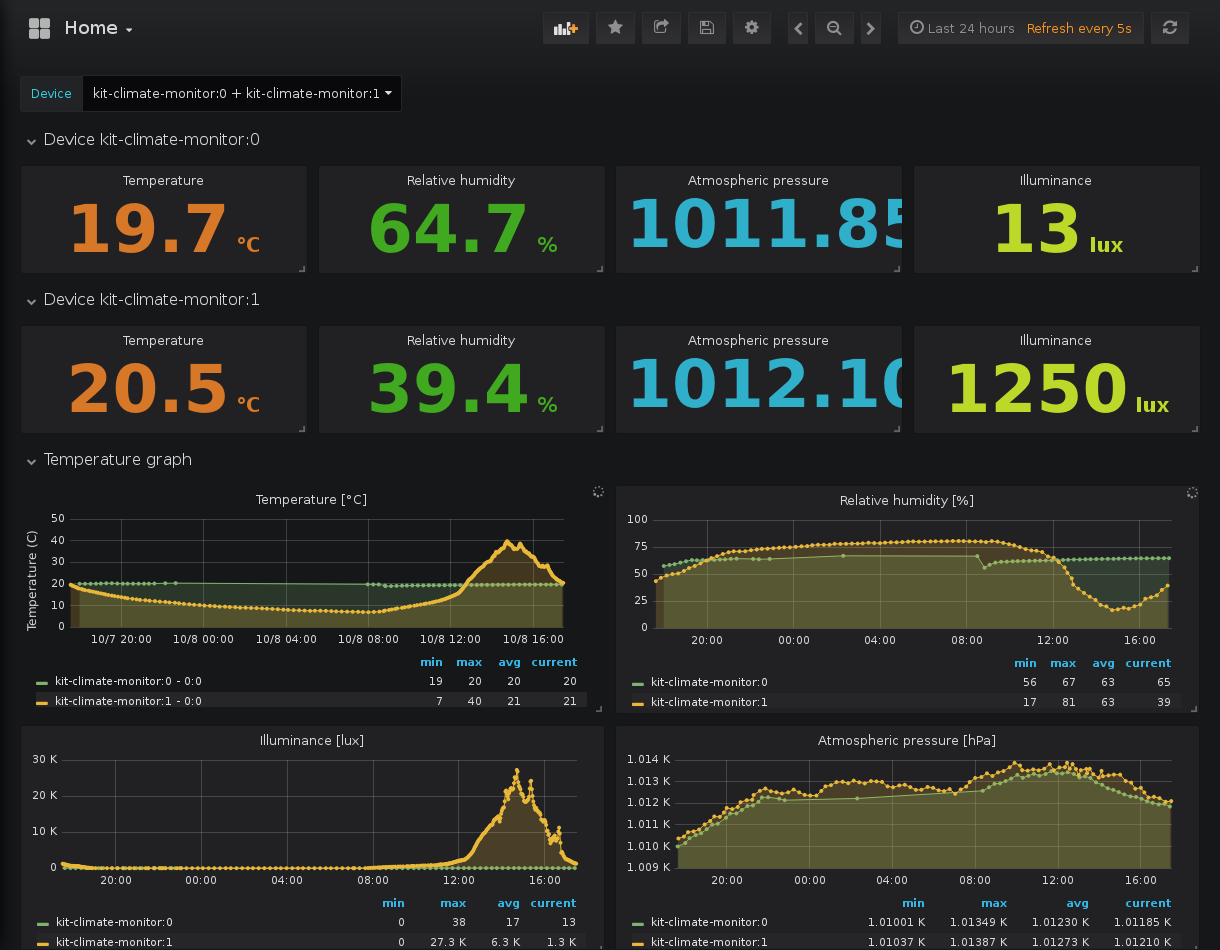 Home
Last 24 hours Refresh every 5s
Device kit-climate-monitor:0 + kit-climate-monitor:1
Device kit-climate-monitor:0
Temperature Relative humidity Atmospheric pressure Illuminance
19.7 °C 64.7 % 1011.85 13 lux
Device kit-climate-monitor:1
Temperature Relative humidity Atmospheric pressure Illuminance
20.5 °C 39.4 % 1012.10 1250 lux
Temperature graph
Temperature [°C]
Temperature (C)
50
40
30
20
10
0
10/7 20:00 10/8 00:00 10/8 04:00 10/8 08:00 10/8 12:00 10/8 16:00
min max avg current
kit-climate-monitor:0 - 0:0 19 20 20 20
kit-climate-monitor:1 - 0:0 7 40 21 21
Relative humidity [%]
100
75
50
25
0
20:00 00:00 04:00 08:00 12:00 16:00
min max avg current
kit-climate-monitor:0 56 67 63 65
kit-climate-monitor:1 17 81 63 39
Illuminance [lux]
30 K
20 K
10 K
0
20:00 00:00 04:00 08:00 12:00 16:00
min max avg current
kit-climate-monitor:0 0 38 17 13
kit-climate-monitor:1 0 27.3 K 6.3 K 1.3 K
Atmospheric pressure [hPa]
1.014 K
1.013 K
1.012 K
1.011 K
1.010 K
1.009 K
20:00 00:00 04:00 08:00 12:00 16:00
min max avg current
kit-climate-monitor:0 1.01001 K 1.01349 K 1.01230 K 1.01185 K
kit-climate-monitor:1 1.01037 K 1.01387 K 1.01273 K 1.01210 K